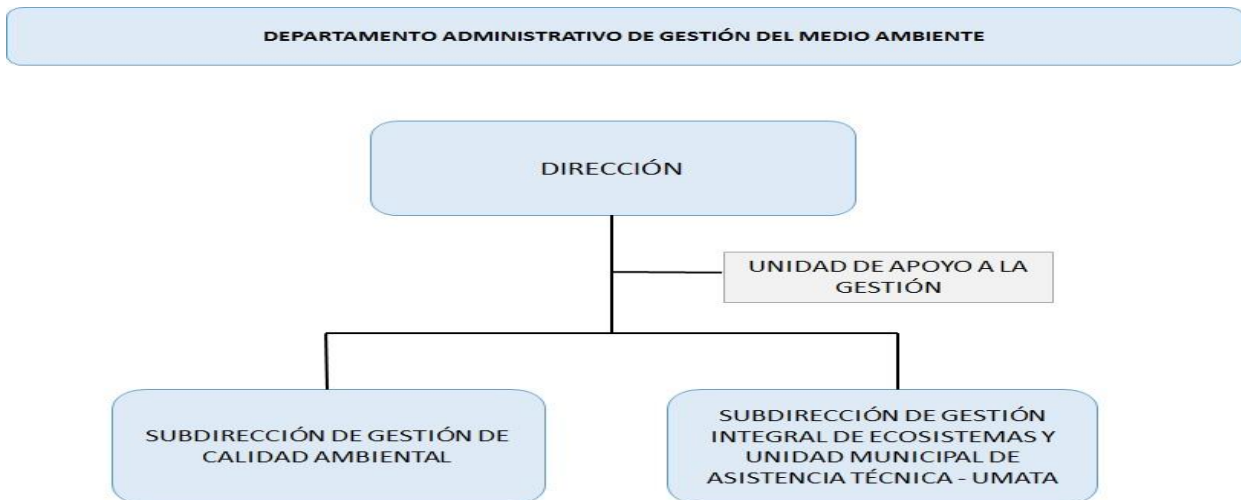 DEPARTAMENTO ADMINISTRATIVO DE GESTIÓN DEL MEDIO AMBIENTE
DIRECCIÓN
UNIDAD DE APOYO A LA
GESTIÓN
SUBDIRECCIÓN DE GESTIÓN DE
CALIDAD AMBIENTAL
SUBDIRECCIÓN DE GESTIÓN
INTEGRAL DE ECOSISTEMAS Y
UNIDAD MUNICIPAL DE
ASISTENCIA TÉCNICA - UMATA